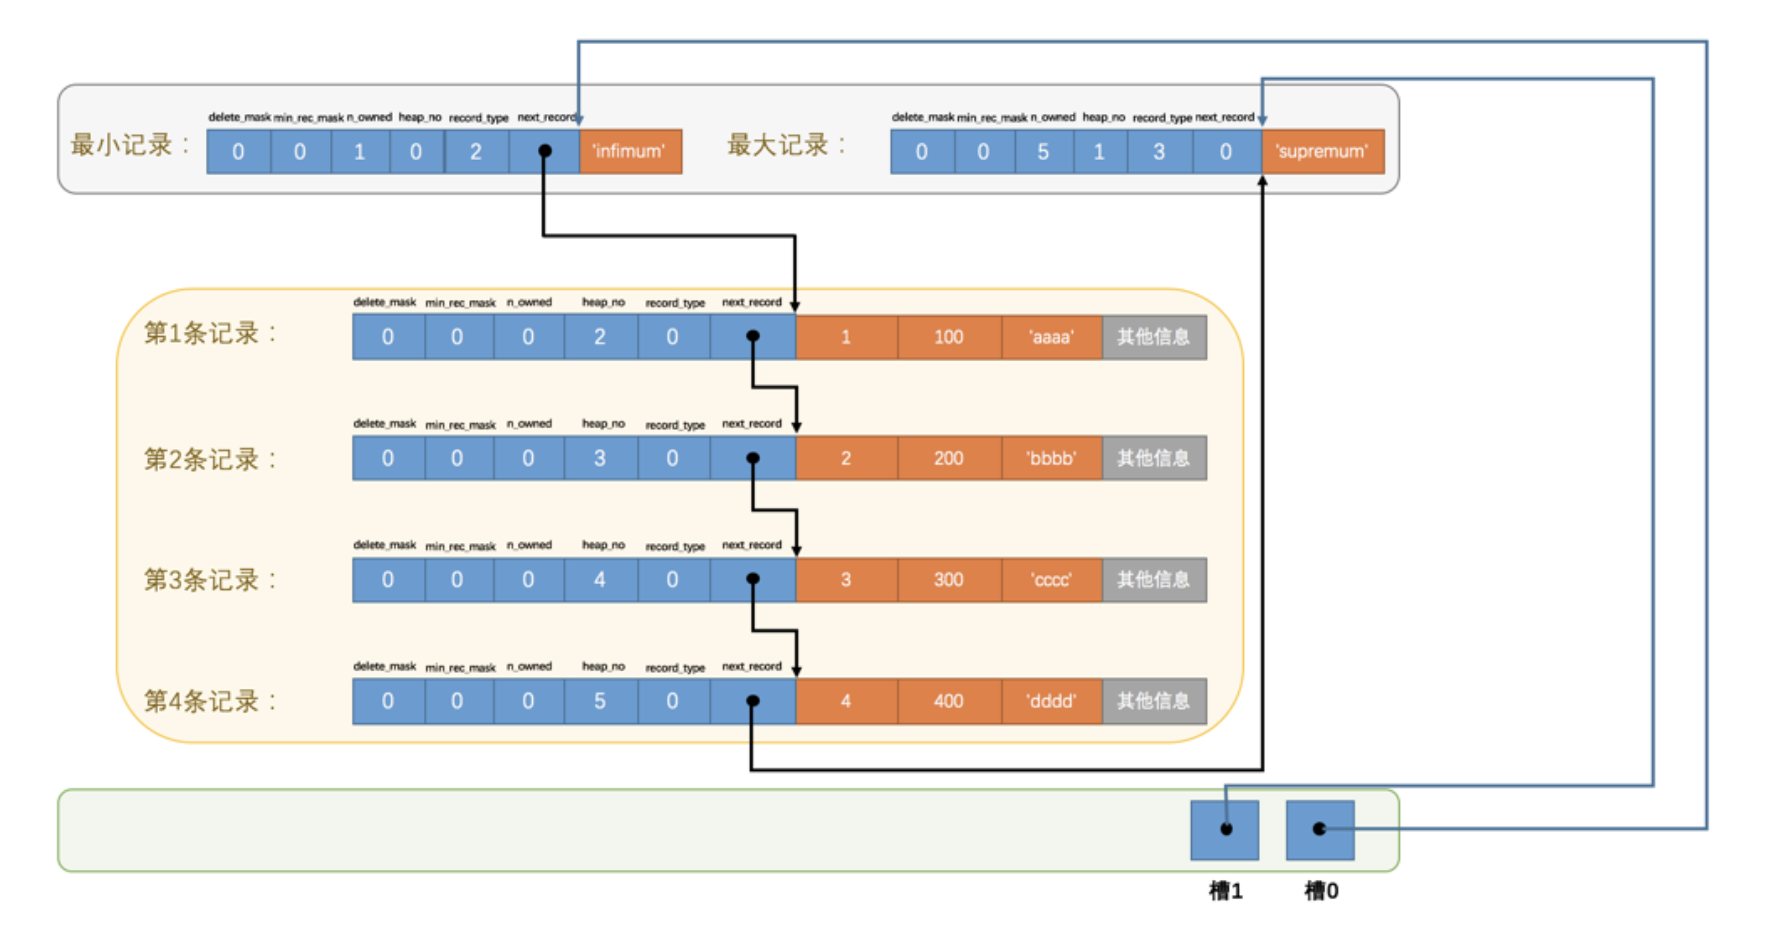 delete_mask min_rec_mask n_owned heap_no record_type next_record
最小记录： 0 0 1 0 2 'infimum'
delete_mask min_rec_mask n_owned heap_no record_type next_record
最大记录： 0 0 5 1 3 0 'supremum'
delete_mask min_rec_mask n_owned heap_no record_type next_record
第1条记录： 0 0 0 2 0 1 100 'aaaa' 其他信息
delete_mask min_rec_mask n_owned heap_no record_type next_record
第2条记录： 0 0 0 3 0 2 200 'bbbb' 其他信息
delete_mask min_rec_mask n_owned heap_no record_type next_record
第3条记录： 0 0 0 4 0 3 300 'cccc' 其他信息
delete_mask min_rec_mask n_owned heap_no record_type next_record
第4条记录： 0 0 0 5 0 4 400 'dddd' 其他信息
槽1 槽0